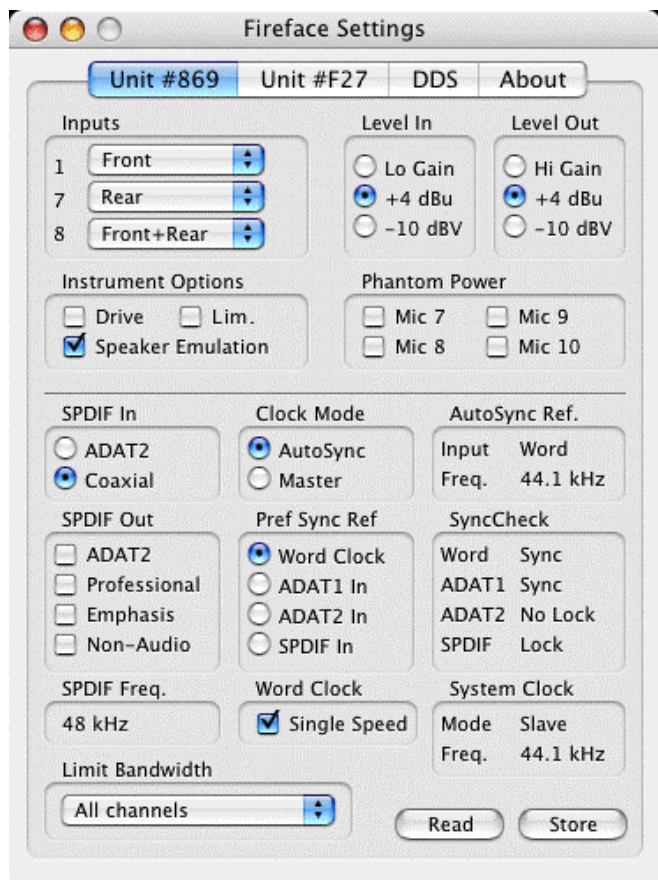 Fireface Settings
Unit #869 Unit #F27 DDS About
Inputs
1 Front
7 Rear
8 Front+Rear
Level In
Lo Gain
+4 dBu
-10 dBV
Level Out
Hi Gain
+4 dBu
-10 dBV
Instrument Options
Drive Lim.
Speaker Emulation
Phantom Power
Mic 7 Mic 9
Mic 8 Mic 10
SPDIF In
ADAT2
Coaxial
Clock Mode
AutoSync
Master
AutoSync Ref.
Input Word
Freq. 44.1 kHz
SPDIF Out
ADAT2
Professional
Emphasis
Non-Audio
Pref Sync Ref
Word Clock
ADAT1 In
ADAT2 In
SPDIF In
SyncCheck
Word Sync
ADAT1 Sync
ADAT2 No Lock
SPDIF Lock
SPDIF Freq.
48 kHz
Word Clock
Single Speed
System Clock
Mode Slave
Freq. 44.1 kHz
Limit Bandwidth
All channels
Read Store